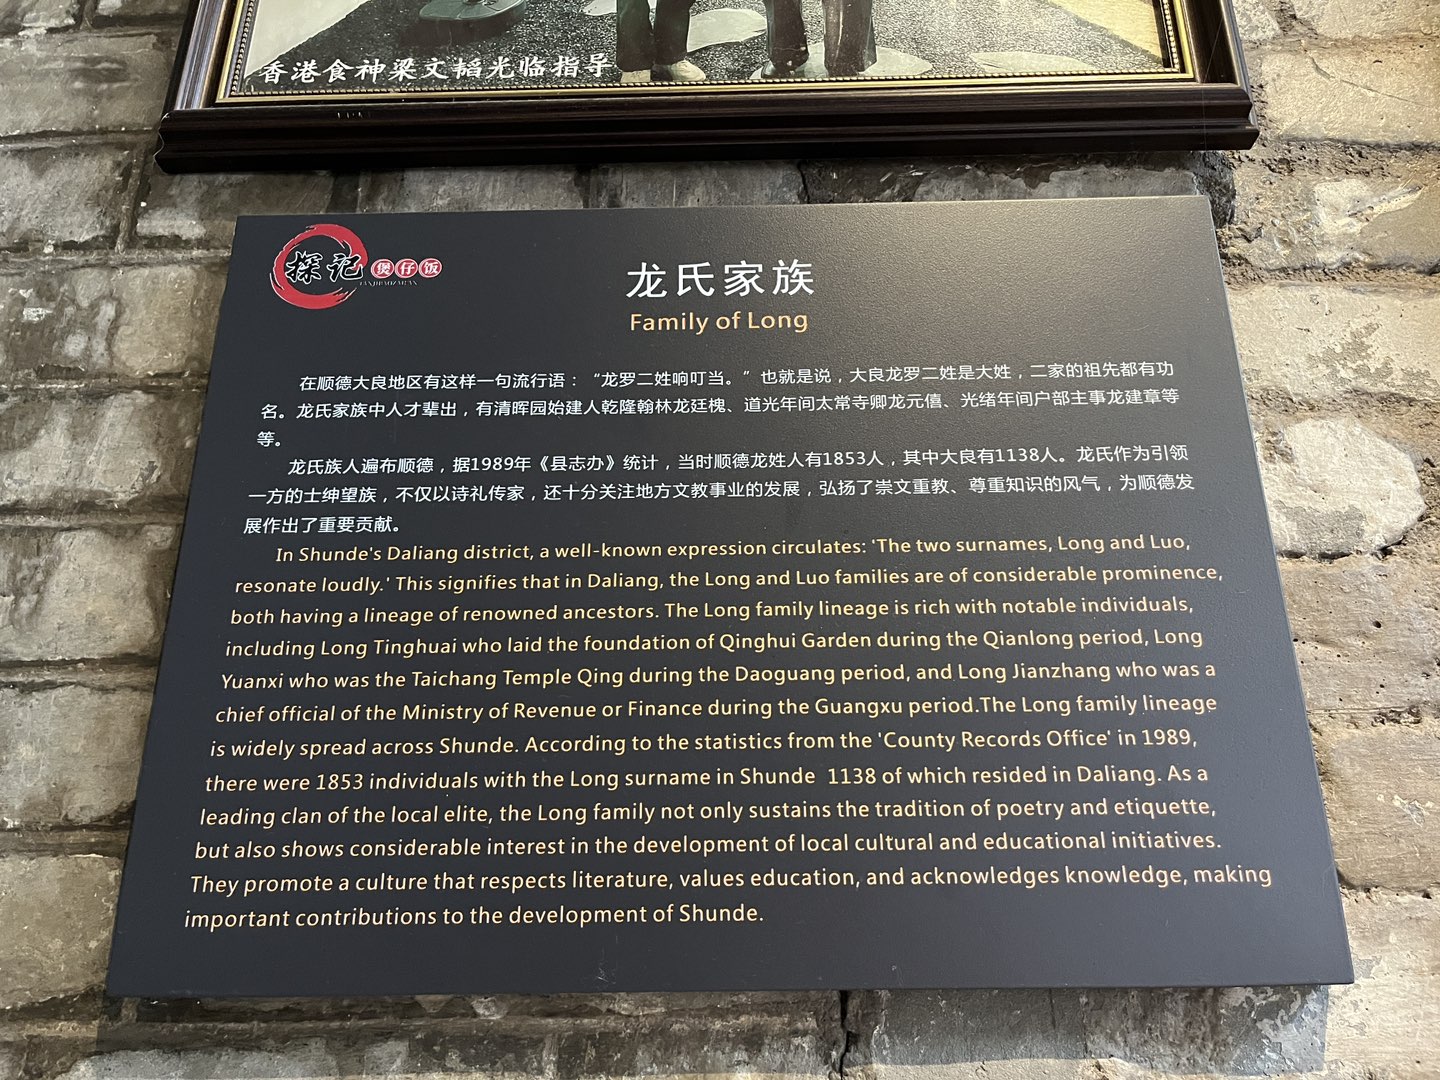 香港食神梁文韬光临指导
探记
煲仔饭
龙氏家族
Family of Long
在顺德大良地区有这样一句流行语：“龙罗二姓响叮当。”也就是说，大良龙罗二姓是大姓，二家的祖先都有功
名。龙氏家族中人才辈出，有清晖园始建人乾隆翰林龙廷槐、道光年间太常寺卿龙元僖、光绪年间户部主事龙建章等
等。
龙氏族人遍布顺德，据1989年《县志办》统计，当时顺德龙姓人有1853人，其中大良有1138人。龙氏作为引领
一方的士绅望族，不仅以诗礼传家，还十分关注地方文教事业的发展，弘扬了崇文重教、尊重知识的风气，为顺德发
展作出了重要贡献。
In Shunde's Daliang district, a well-known expression circulates: 'The two surnames, Long and Luo,
resonate loudly.' This signifies that in Daliang, the Long and Luo families are of considerable prominence,
both having a lineage of renowned ancestors. The Long family lineage is rich with notable individuals,
including Long Tinghuai who laid the foundation of Qinghui Garden during the Qianlong period, Long
Yuanxi who was the Taichang Temple Qing during the Daoguang period, and Long Jianzhang who was a
chief official of the Ministry of Revenue or Finance during the Guangxu period.The Long family lineage
is widely spread across Shunde. According to the statistics from the 'County Records Office' in 1989,
there were 1853 individuals with the Long surname in Shunde 1138 of which resided in Daliang. As a
leading clan of the local elite, the Long family not only sustains the tradition of poetry and etiquette,
but also shows considerable interest in the development of local cultural and educational initiatives.
They promote a culture that respects literature, values education, and acknowledges knowledge, making
important contributions to the development of Shunde.